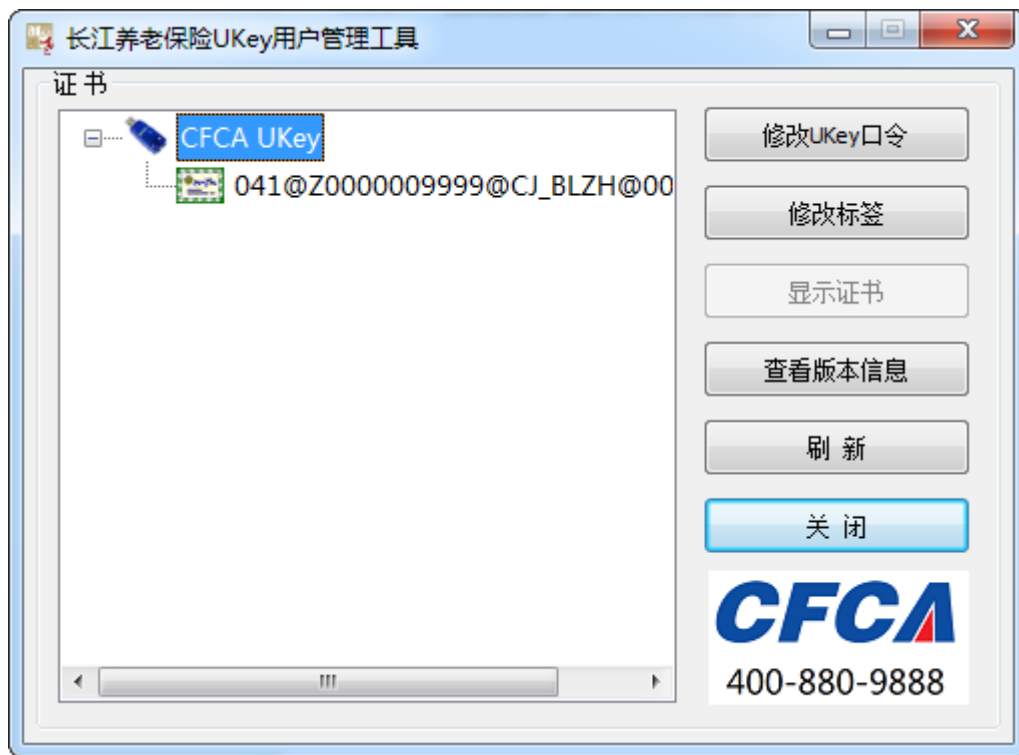 长江养老保险UKey用户管理工具
证 书
CFCA UKey
041@Z0000009999@CJ_BLZH@00
修改UKey口令
修改标签
显示证书
查看版本信息
刷 新
关 闭
CFCA
400-880-9888